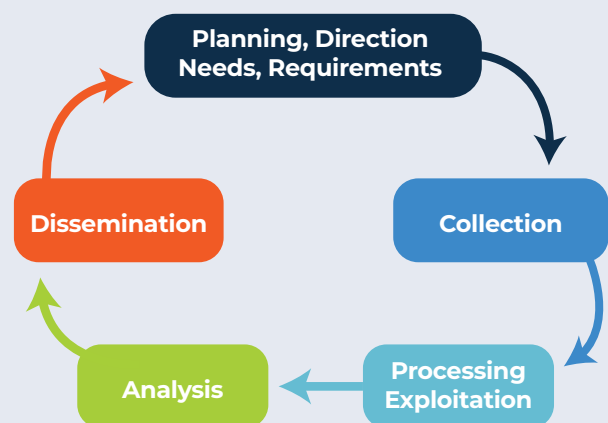 Planning, Direction
Needs, Requirements
Collection
Processing
Exploitation
Analysis
Dissemination